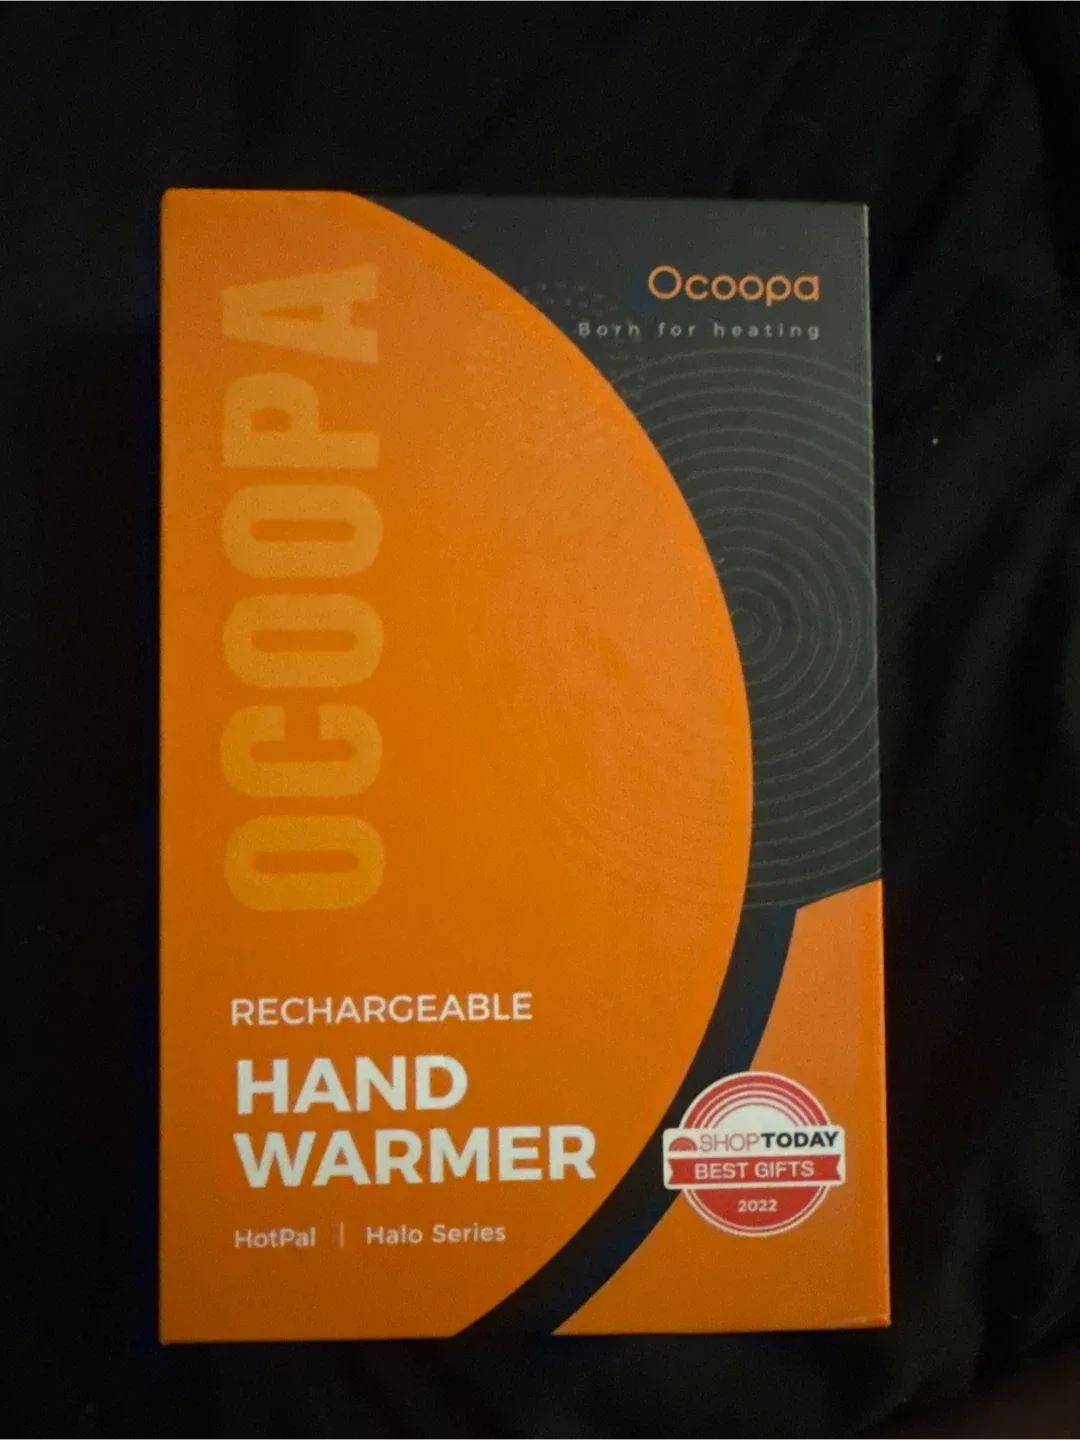 Ocoopa
Born for heating
OCOOPA
RECHARGEABLE
HAND
WARMER
HotPal | Halo Series
SHOPTODAY
BEST GIFTS
2022